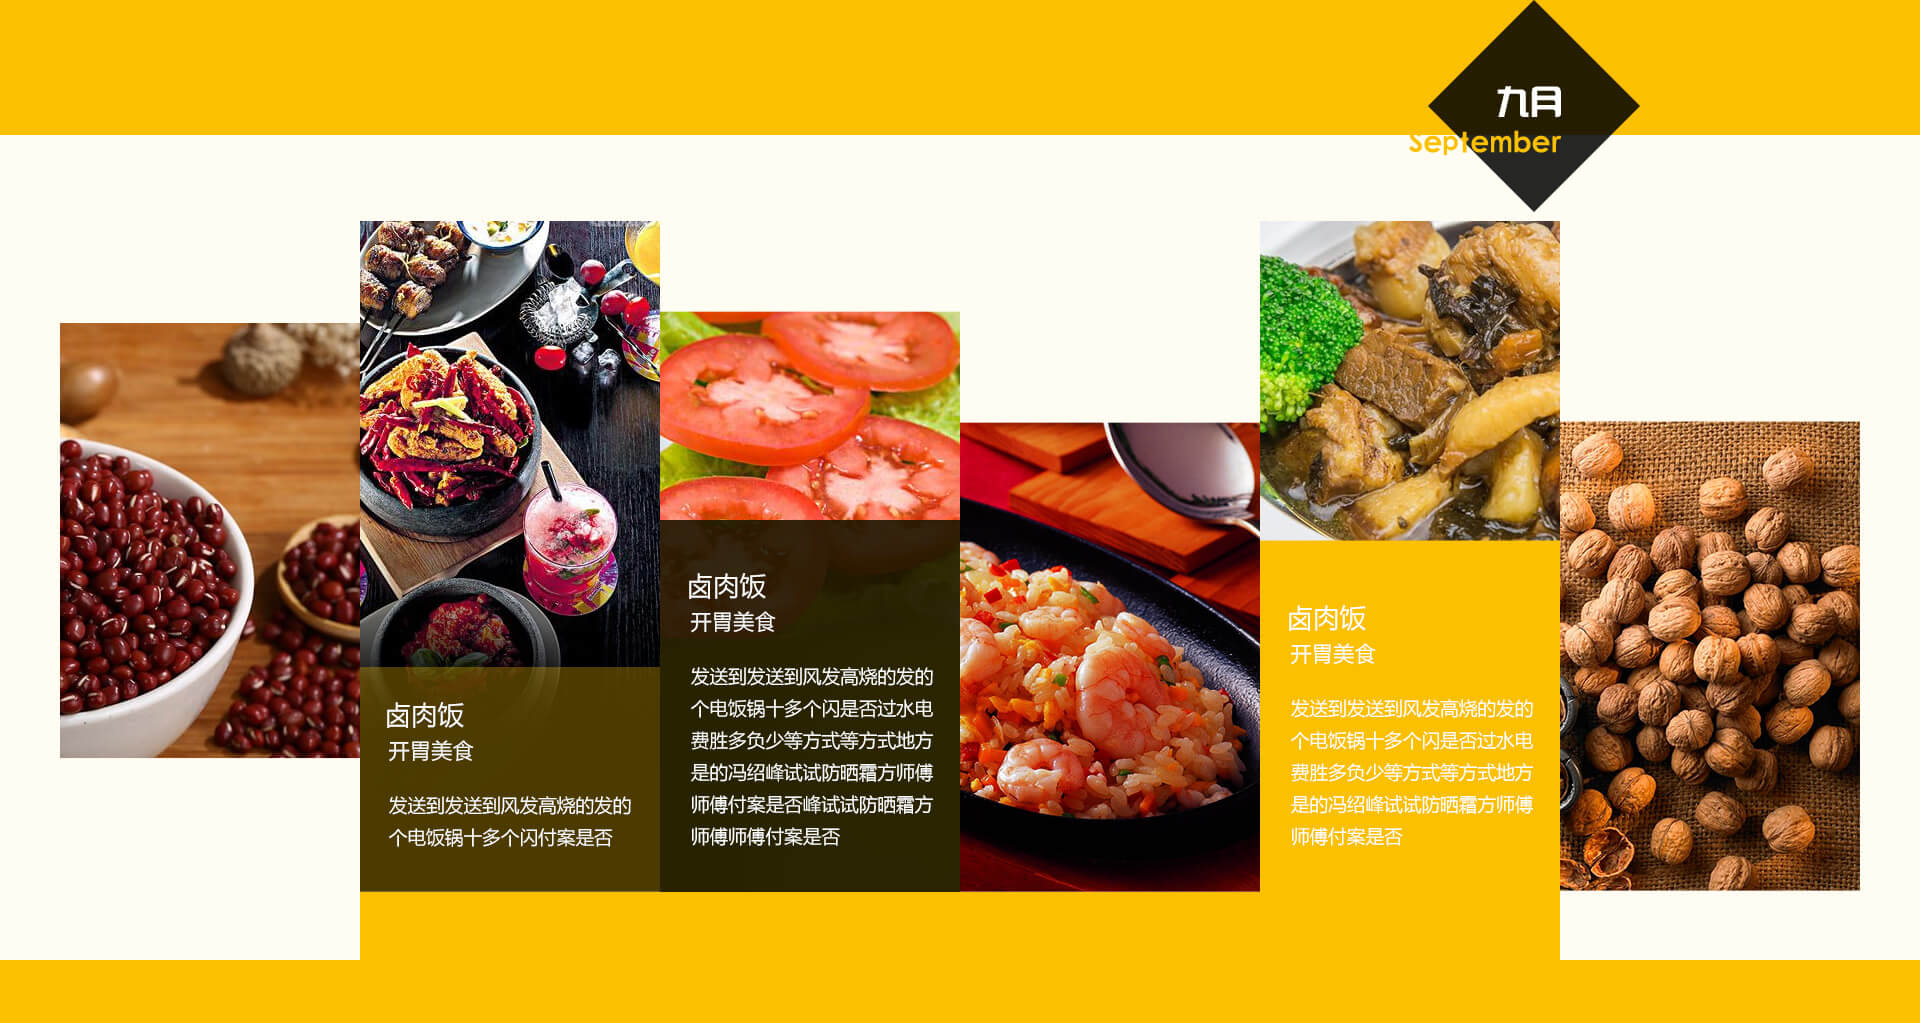 九月
September
卤肉饭
开胃美食
发送到发送到风发高烧的发的
个电饭锅十多个闪付案是否
卤肉饭
开胃美食
发送到发送到风发高烧的发的
个电饭锅十多个闪是否过水电
费胜多负少等方式等方式地方
是的冯绍峰试试防晒霜方师傅
师傅付案是否峰试试防晒霜方
师傅师傅付案是否
卤肉饭
开胃美食
发送到发送到风发高烧的发的
个电饭锅十多个闪是否过水电
费胜多负少等方式等方式地方
是的冯绍峰试试防晒霜方师傅
师傅付案是否